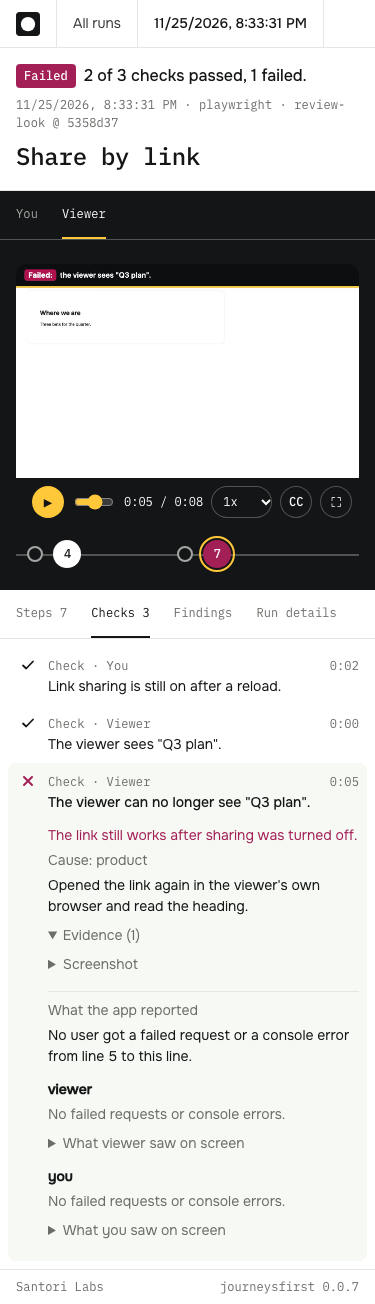 All runs
11/25/2026, 8:33:31 PM
Failed 2 of 3 checks passed, 1 failed.
11/25/2026, 8:33:31 PM · playwright · review-
look @ 5358d37
Share by link
You Viewer
Failed: the viewer sees "Q3 plan".
Where we are
Three bets for the quarter.
0:05 / 0:08 1x CC
4 7
Steps 7 Checks 3 Findings Run details
Check · You 0:02
Link sharing is still on after a reload.
Check · Viewer 0:00
The viewer sees "Q3 plan".
Check · Viewer 0:05
The viewer can no longer see "Q3 plan".
The link still works after sharing was turned off.
Cause: product
Opened the link again in the viewer's own
browser and read the heading.
Evidence (1)
Screenshot
What the app reported
No user got a failed request or a console error
from line 5 to this line.
viewer
No failed requests or console errors.
What viewer saw on screen
you
No failed requests or console errors.
What you saw on screen
Santori Labs journeysfirst 0.0.7